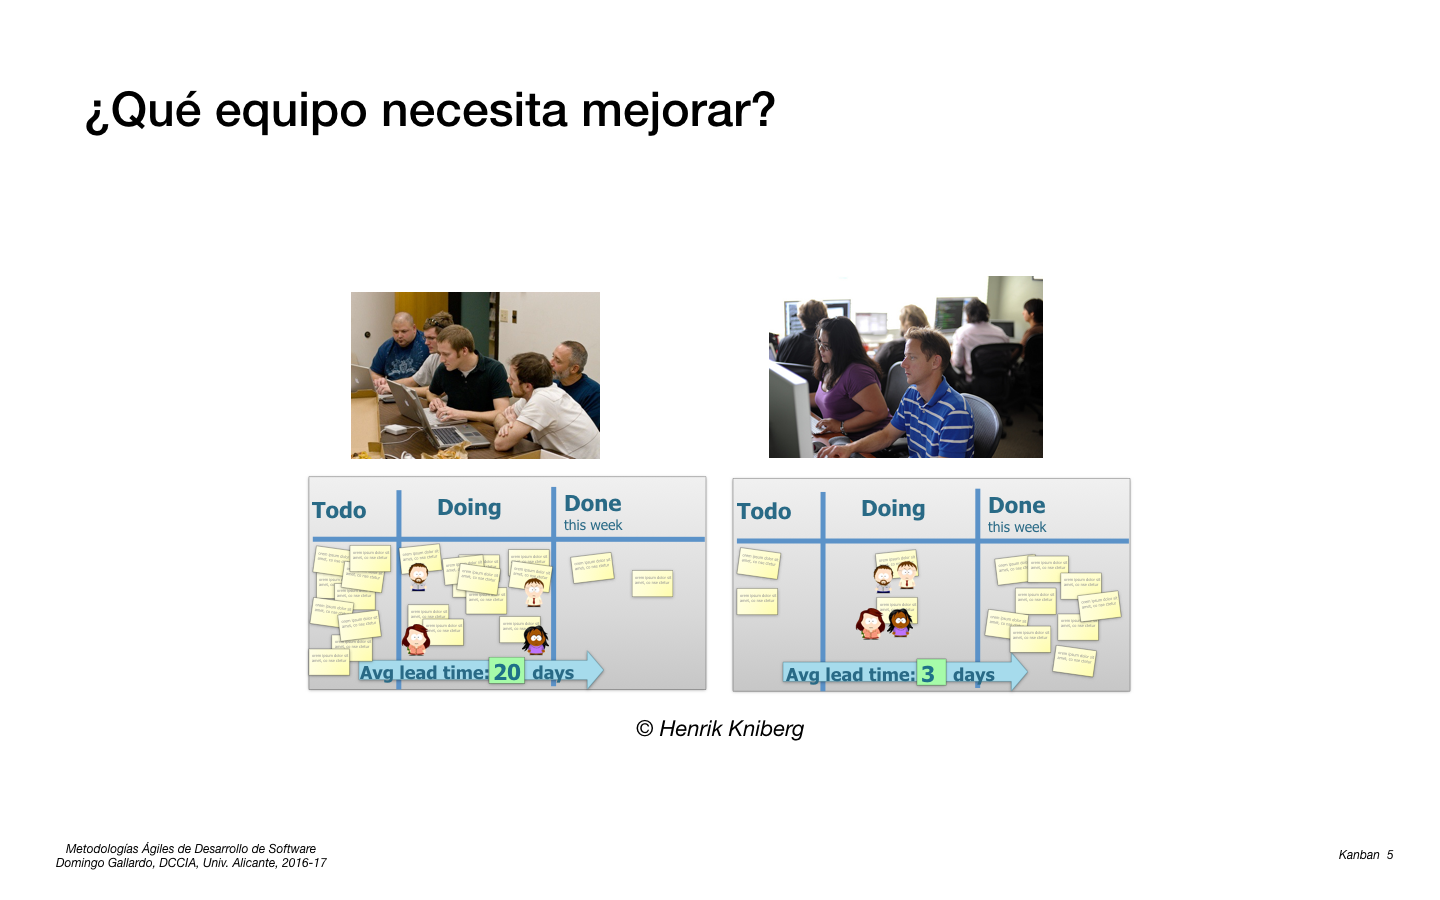 ¿Qué equipo necesita mejorar?
Todo
Doing
Done
this week
Avg lead time: 20 days
Todo
Doing
Done
this week
Avg lead time: 3 days
© Henrik Kniberg
Metodologías Ágiles de Desarrollo de Software
Domingo Gallardo, DCCIA, Univ. Alicante, 2016-17
Kanban 5